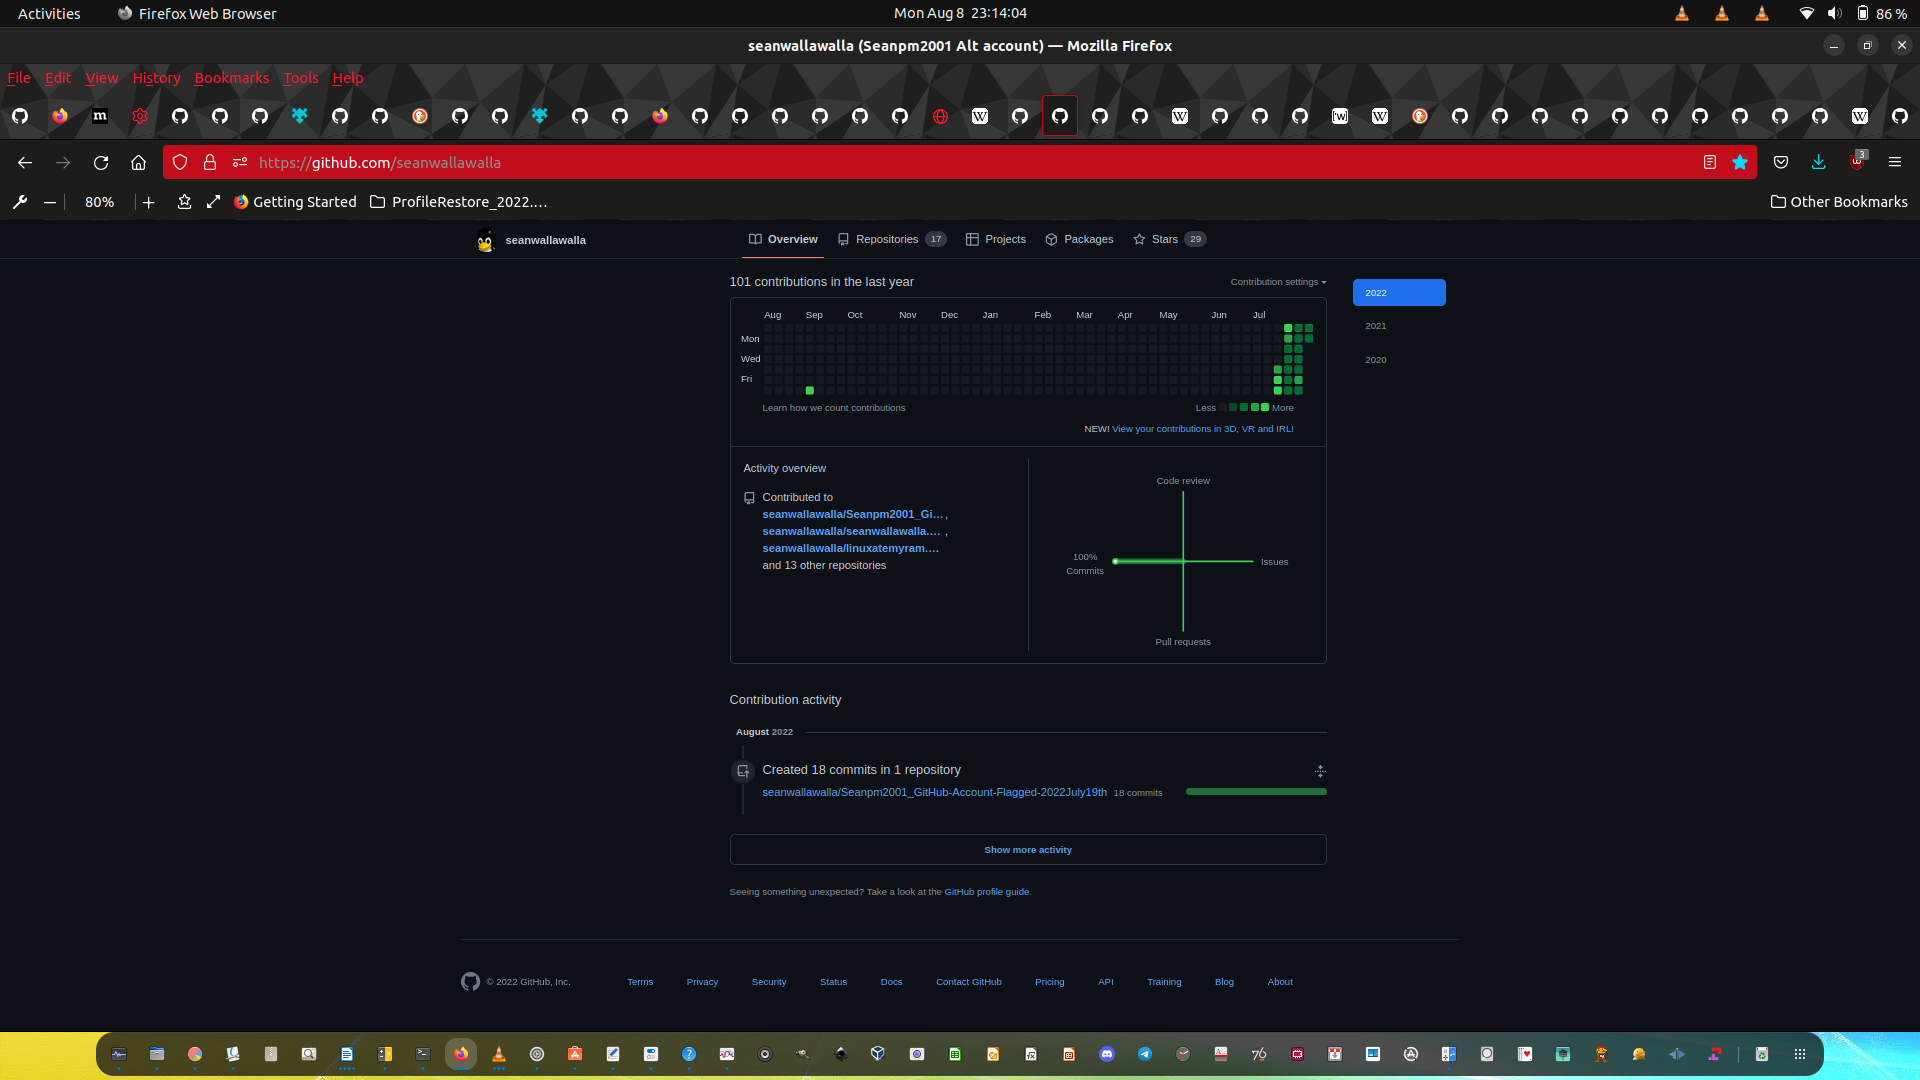 Activities Firefox Web Browser Mon Aug 8 23:14:04 86 %
seanwallawalla (Seanpm2001 Alt account) — Mozilla Firefox
File Edit View History Bookmarks Tools Help
https://github.com/seanwallawalla 3
80% Getting Started ProfileRestore_2022.… Other Bookmarks
seanwallawalla Overview Repositories 17 Projects Packages Stars 29
101 contributions in the last year Contribution settings
2022
2021
2020
Aug Sep Oct Nov Dec Jan Feb Mar Apr May Jun Jul
Mon
Wed
Fri
Learn how we count contributions Less More
NEW! View your contributions in 3D, VR and IRL!
Activity overview
Contributed to
seanwallawalla/Seanpm2001_Gi… ,
seanwallawalla/seanwallawalla.… ,
seanwallawalla/linuxatemyram.…
and 13 other repositories
Code review
100%
Commits
Issues
Pull requests
Contribution activity
August 2022
Created 18 commits in 1 repository
seanwallawalla/Seanpm2001_GitHub-Account-Flagged-2022July19th 18 commits
Show more activity
Seeing something unexpected? Take a look at the GitHub profile guide.
© 2022 GitHub, Inc. Terms Privacy Security Status Docs Contact GitHub Pricing API Training Blog About